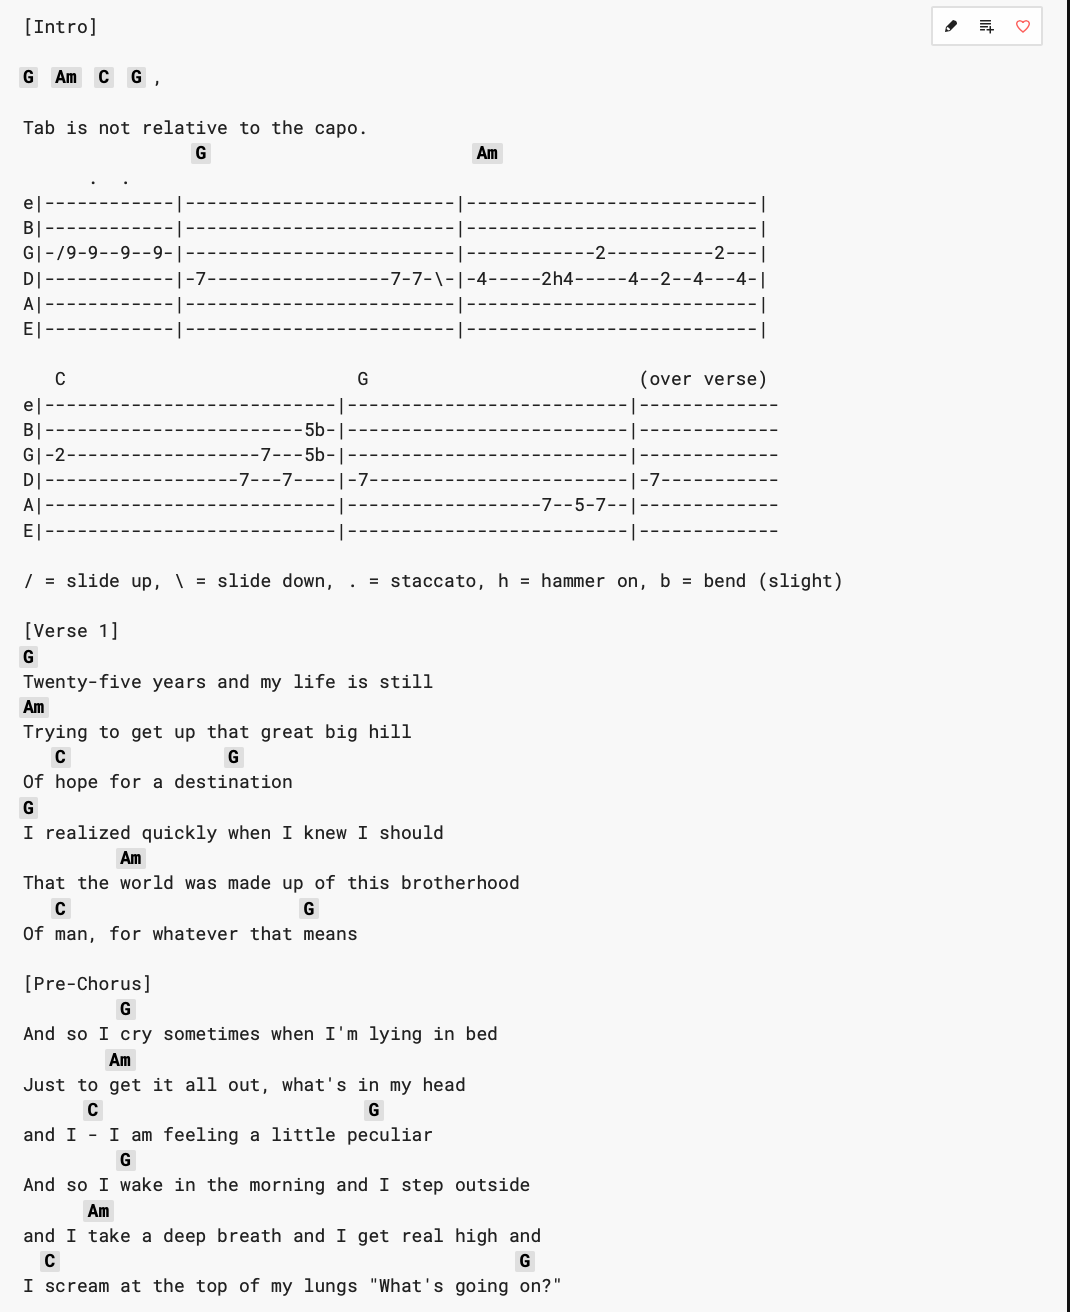 [Intro]
G Am C G ,
Tab is not relative to the capo.
                G                         Am
      .  .
e|------------|-------------------------|---------------------------|
B|------------|-------------------------|---------------------------|
G|-/9-9--9--9-|-------------------------|------------2----------2---|
D|------------|-7-----------------7-7-\-|-4-----2h4-----4--2--4---4-|
A|------------|-------------------------|---------------------------|
E|------------|-------------------------|---------------------------|
   C                           G                         (over verse)
e|---------------------------|--------------------------|-------------
B|------------------------5b-|--------------------------|-------------
G|-2------------------7---5b-|--------------------------|-------------
D|------------------7---7----|-7------------------------|-7-----------
A|---------------------------|------------------7--5-7--|-------------
E|---------------------------|--------------------------|-------------
/ = slide up, \ = slide down, . = staccato, h = hammer on, b = bend (slight)
[Verse 1]
G
Twenty-five years and my life is still
Am
Trying to get up that great big hill
   C               G
Of hope for a destination
G
I realized quickly when I knew I should
         Am
That the world was made up of this brotherhood
   C                      G
Of man, for whatever that means
[Pre-Chorus]
         G
And so I cry sometimes when I'm lying in bed
        Am
Just to get it all out, what's in my head
      C                         G
and I - I am feeling a little peculiar
         G
And so I wake in the morning and I step outside
      Am
and I take a deep breath and I get real high and
  C                                           G
I scream at the top of my lungs "What's going on?"